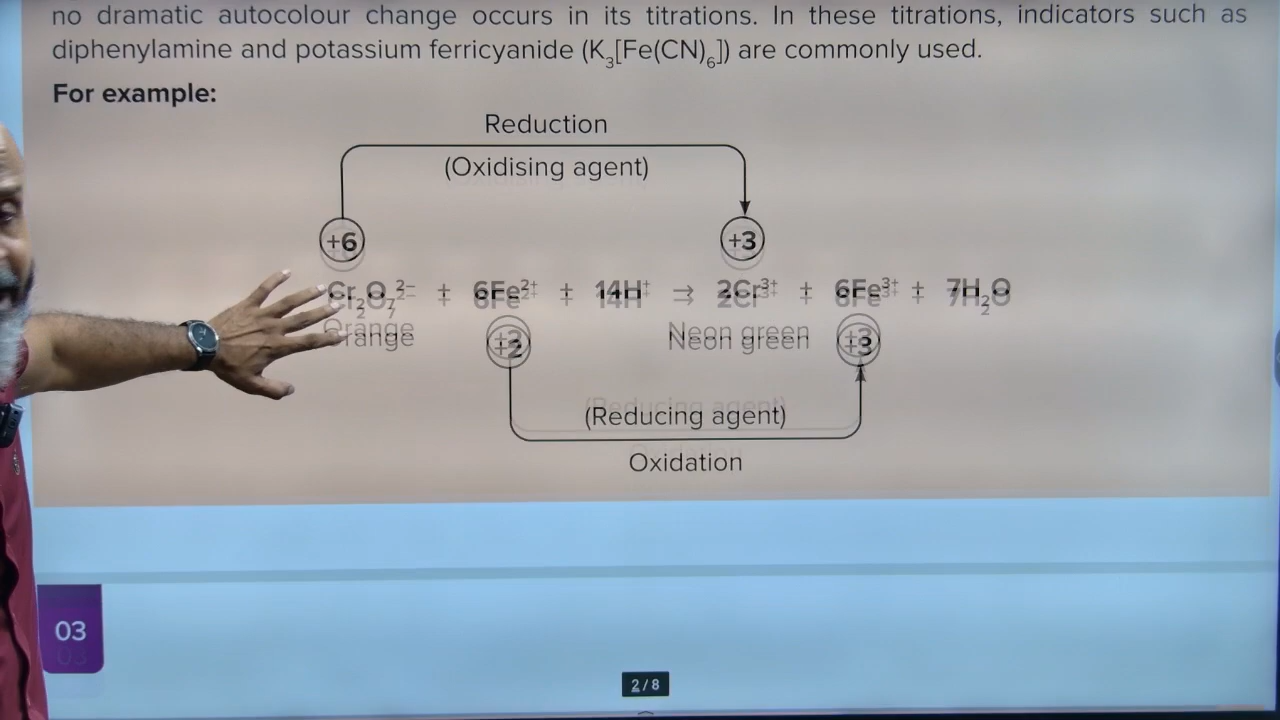 no dramatic autocolour change occurs in its titrations. In these titrations, indicators such as
diphenylamine and potassium ferricyanide (K₃[Fe(CN)₆]) are commonly used.
For example:
Reduction
(Oxidising agent)
+6 +3
Cr₂O₇²⁻ + 6Fe²⁺ + 14H⁺ → 2Cr³⁺ + 6Fe³⁺ + 7H₂O
Orange Neon green
+2 +3
(Reducing agent)
Oxidation
03
2/8